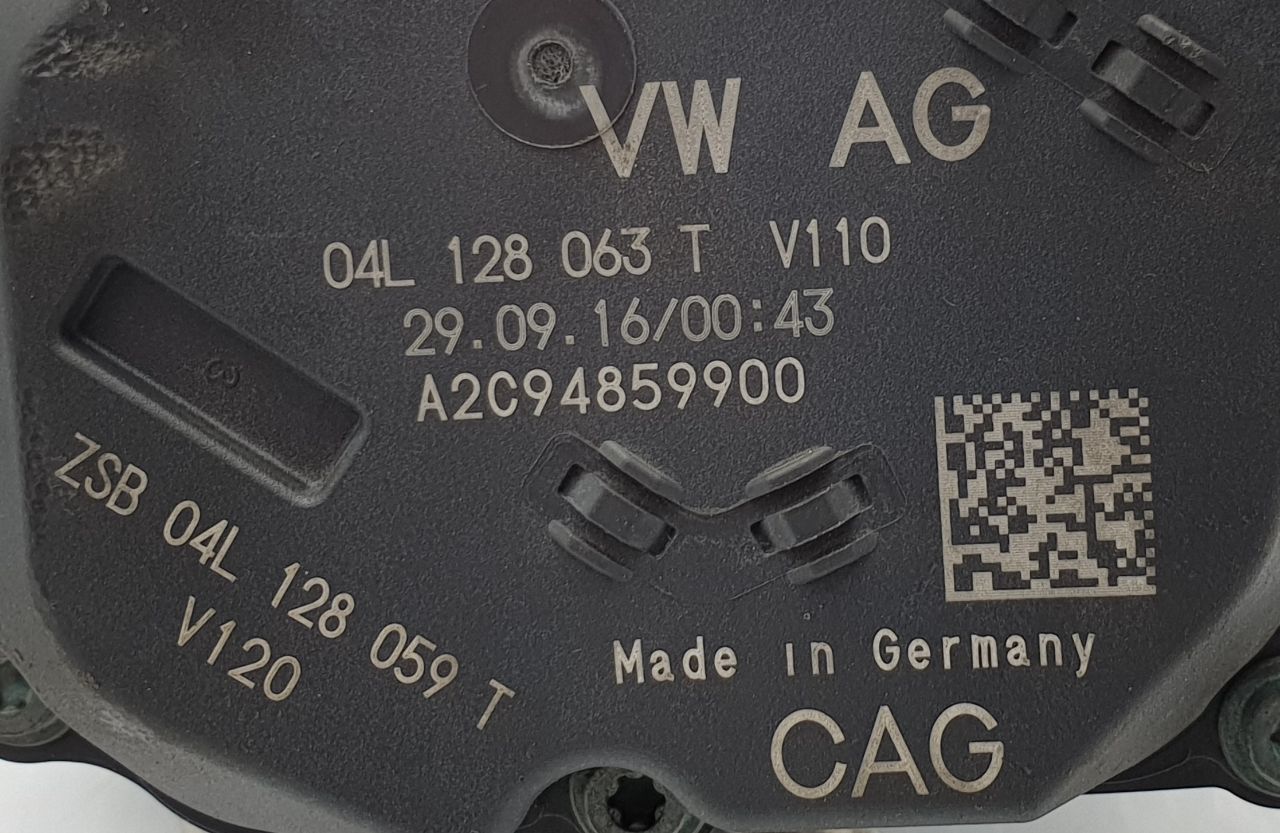 VW AG
04L 128 063 T V110
29.09.16/00:43
A2C94859900
3
ZSB 04L 128 059 T
V120
Made in Germany
CAG